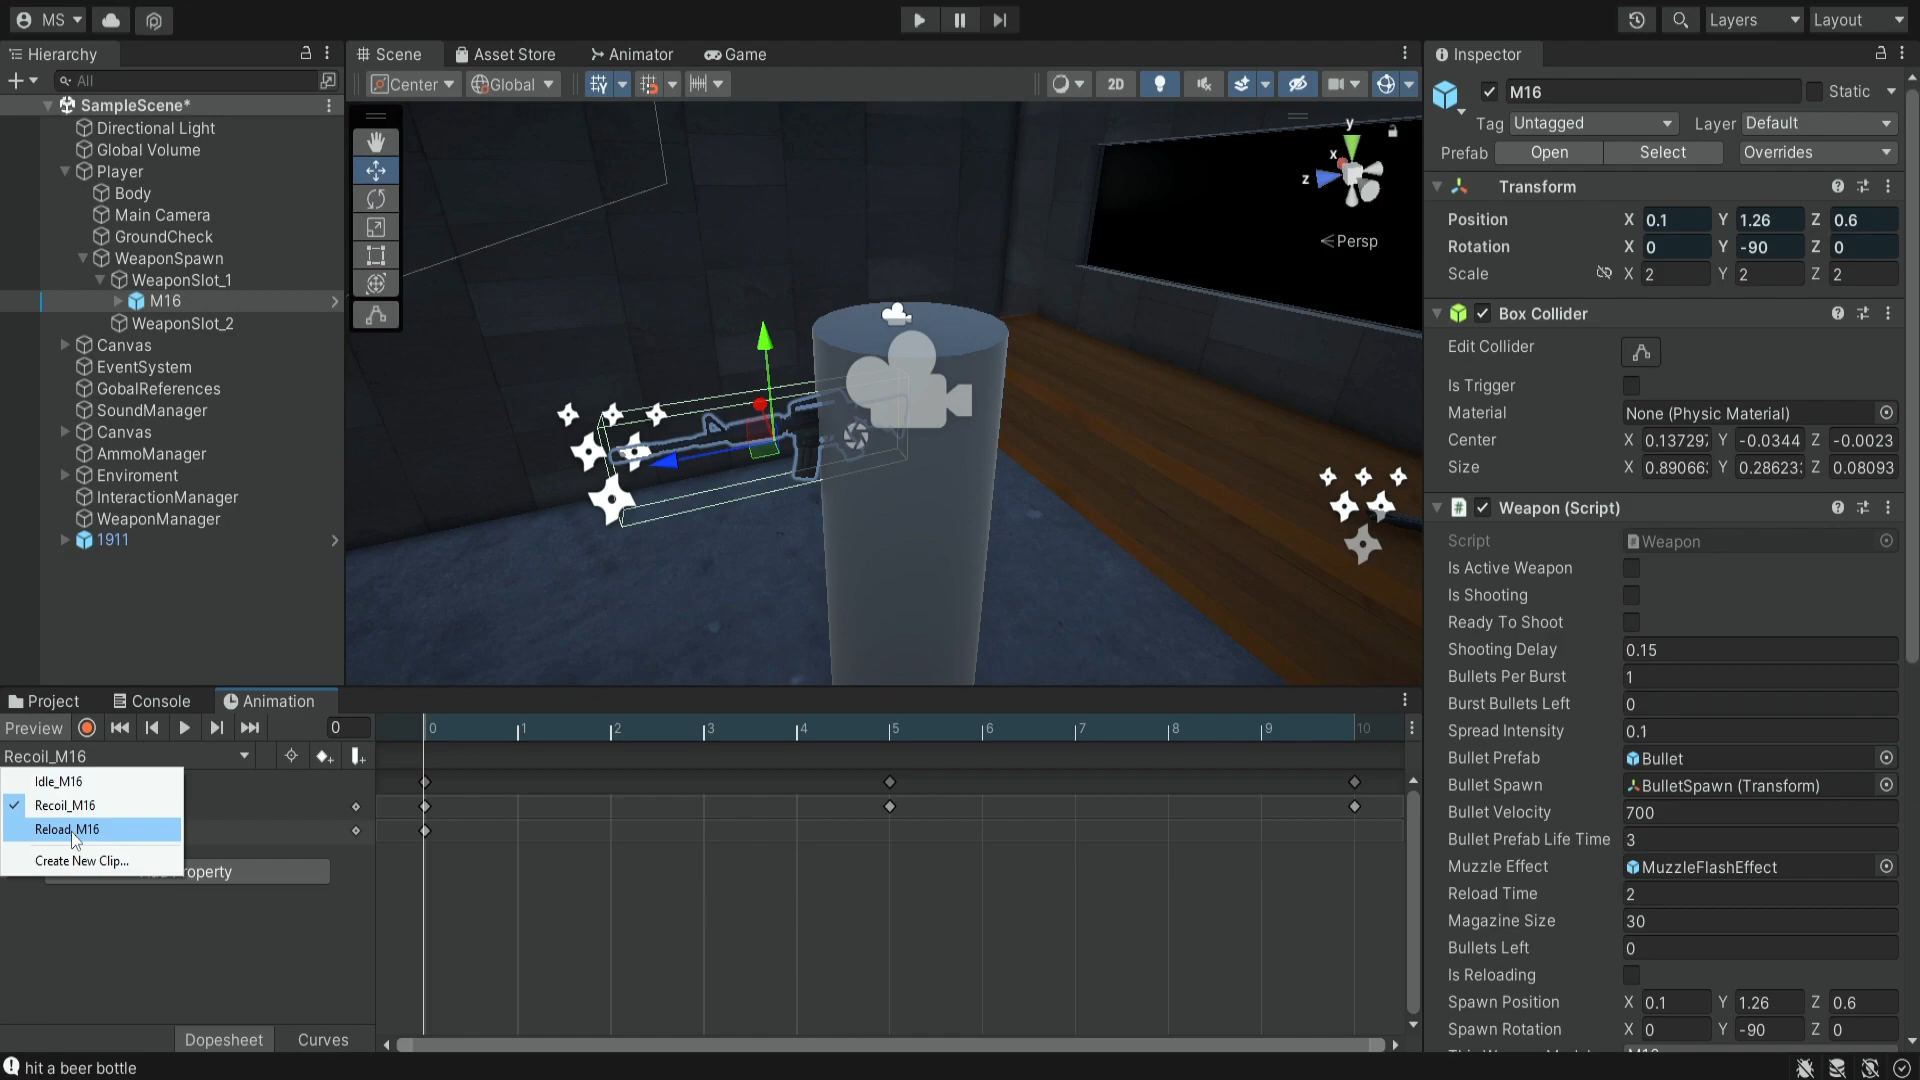 MS
Layers
Layout
Hierarchy
All
SampleScene*
Directional Light
Global Volume
Player
Body
Main Camera
GroundCheck
WeaponSpawn
WeaponSlot_1
M16
WeaponSlot_2
Canvas
EventSystem
GobalReferences
SoundManager
Canvas
AmmoManager
Enviroment
InteractionManager
WeaponManager
1911
Scene
Asset Store
Animator
Game
Center
Global
2D
y
x
z
Persp
Inspector
M16
Static
Tag Untagged Layer Default
Prefab Open Select Overrides
Transform
Position X 0.1 Y 1.26 Z 0.6
Rotation X 0 Y -90 Z 0
Scale X 2 Y 2 Z 2
Box Collider
Edit Collider
Is Trigger
Material None (Physic Material)
Center X 0.137297 Y -0.0344 Z -0.0023
Size X 0.89066 Y 0.28623 Z 0.08093
Weapon (Script)
Script Weapon
Is Active Weapon
Is Shooting
Ready To Shoot
Shooting Delay 0.15
Bullets Per Burst 1
Burst Bullets Left 0
Spread Intensity 0.1
Bullet Prefab Bullet
Bullet Spawn BulletSpawn (Transform)
Bullet Velocity 700
Bullet Prefab Life Time 3
Muzzle Effect MuzzleFlashEffect
Reload Time 2
Magazine Size 30
Bullets Left 0
Is Reloading
Spawn Position X 0.1 Y 1.26 Z 0.6
Spawn Rotation X 0 Y -90 Z 0
Project
Console
Animation
Preview
0
0 1 2 3 4 5 6 7 8 9 10
Recoil_M16
Idle_M16
Recoil_M16
Reload_M16
Create New Clip...
Dopesheet
Curves
hit a beer bottle